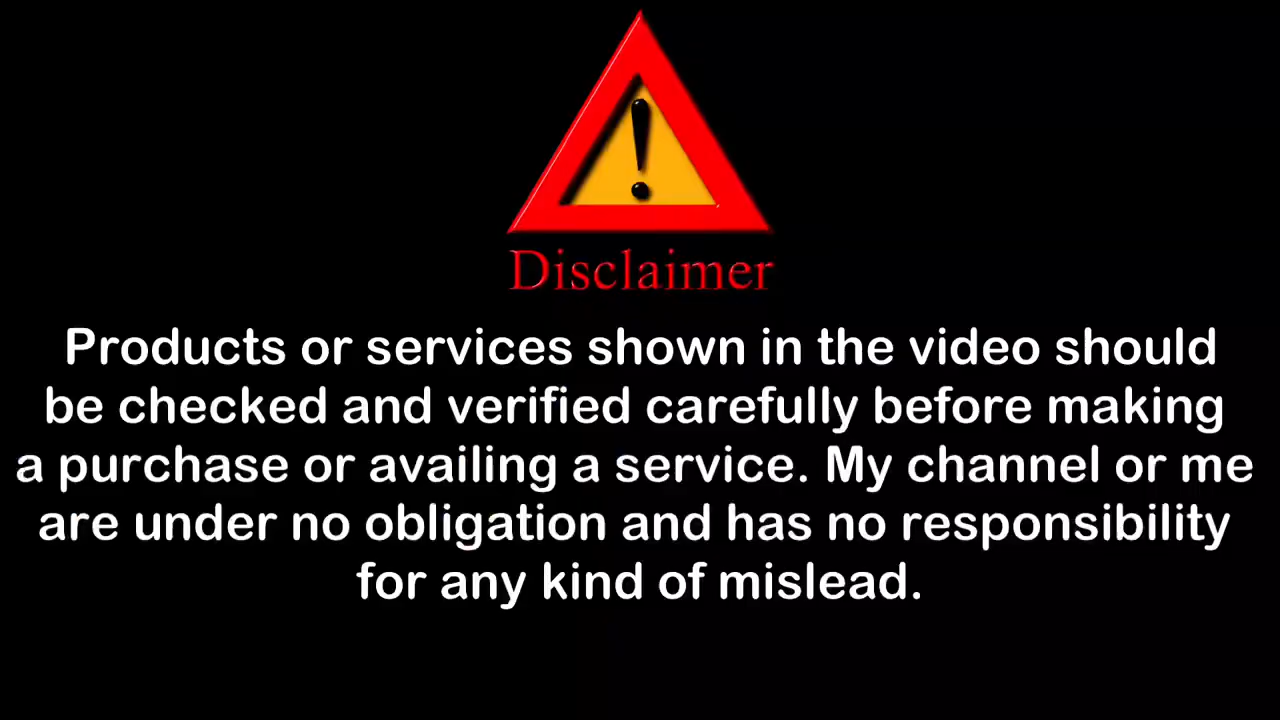 Disclaimer
Products or services shown in the video should
be checked and verified carefully before making
a purchase or availing a service. My channel or me
are under no obligation and has no responsibility
for any kind of mislead.